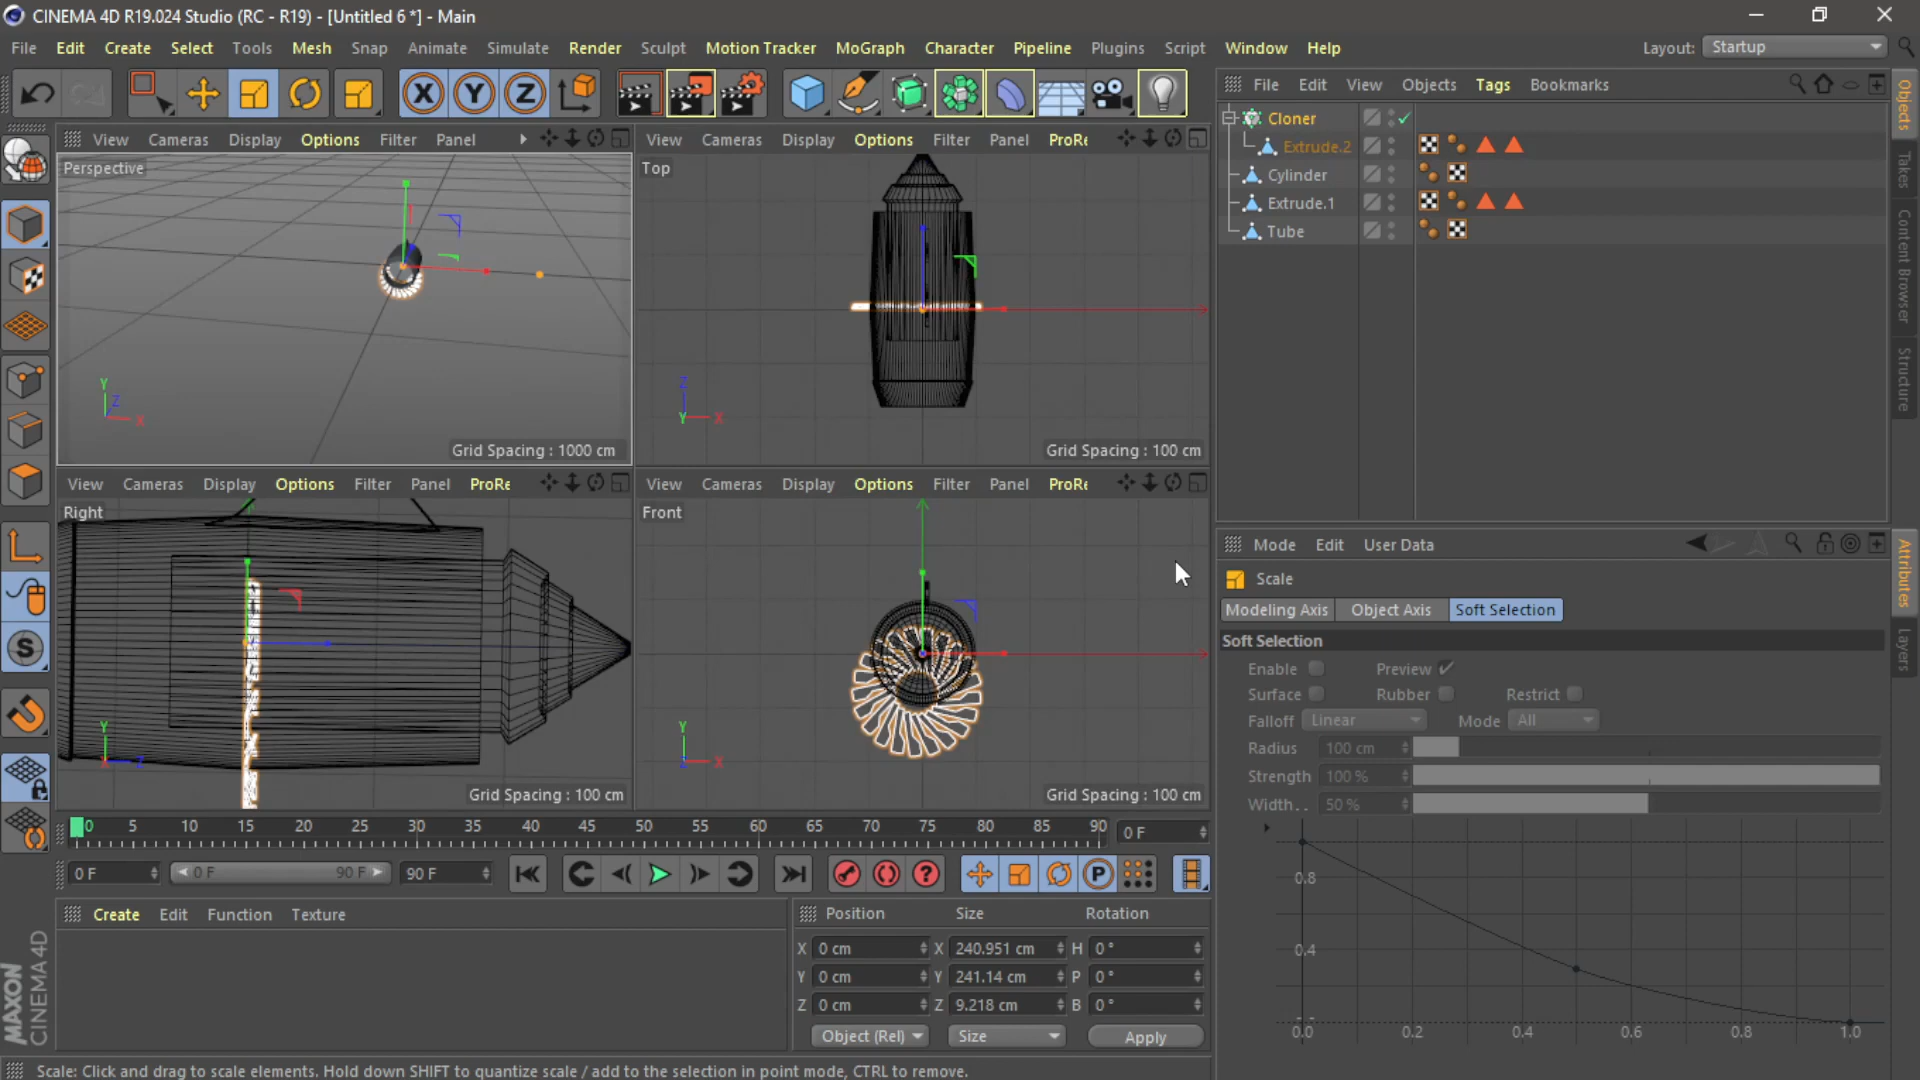 CINEMA 4D R19.024 Studio (RC - R19) - [Untitled 6 *] - Main
File Edit Create Select Tools Mesh Snap Animate Simulate Render Sculpt Motion Tracker MoGraph Character Pipeline Plugins Script Window Help
Layout: Startup
File Edit View Objects Tags Bookmarks
Cloner
Extrude.2
Cylinder
Extrude.1
Tube
Objects
Takes
Content Browser
Structure
View Cameras Display Options Filter Panel
Perspective
Y
Z
X
Grid Spacing : 1000 cm
View Cameras Display Options Filter Panel ProRe
Top
Z
Y
X
Grid Spacing : 100 cm
View Cameras Display Options Filter Panel ProRe
Right
Y
X
Z
Grid Spacing : 100 cm
View Cameras Display Options Filter Panel ProRe
Front
Y
Z
X
Grid Spacing : 100 cm
Mode Edit User Data
Scale
Modeling Axis Object Axis Soft Selection
Soft Selection
Enable Preview
Surface Rubber Restrict
Falloff Linear Mode All
Radius 100 cm
Strength 100 %
Width . . 50 %
0.8
0.4
0.0 0.2 0.4 0.6 0.8 1.0
Attributes
Layers
0 5 10 15 20 25 30 35 40 45 50 55 60 65 70 75 80 85 90 0 F
0 F 0 F 90 F 90 F
P
Create Edit Function Texture
Position Size Rotation
X 0 cm X 240.951 cm H 0 °
Y 0 cm Y 241.14 cm P 0 °
Z 0 cm Z 9.218 cm B 0 °
Object (Rel) Size Apply
MAXON
CINEMA 4D
Scale: Click and drag to scale elements. Hold down SHIFT to quantize scale / add to the selection in point mode, CTRL to remove.